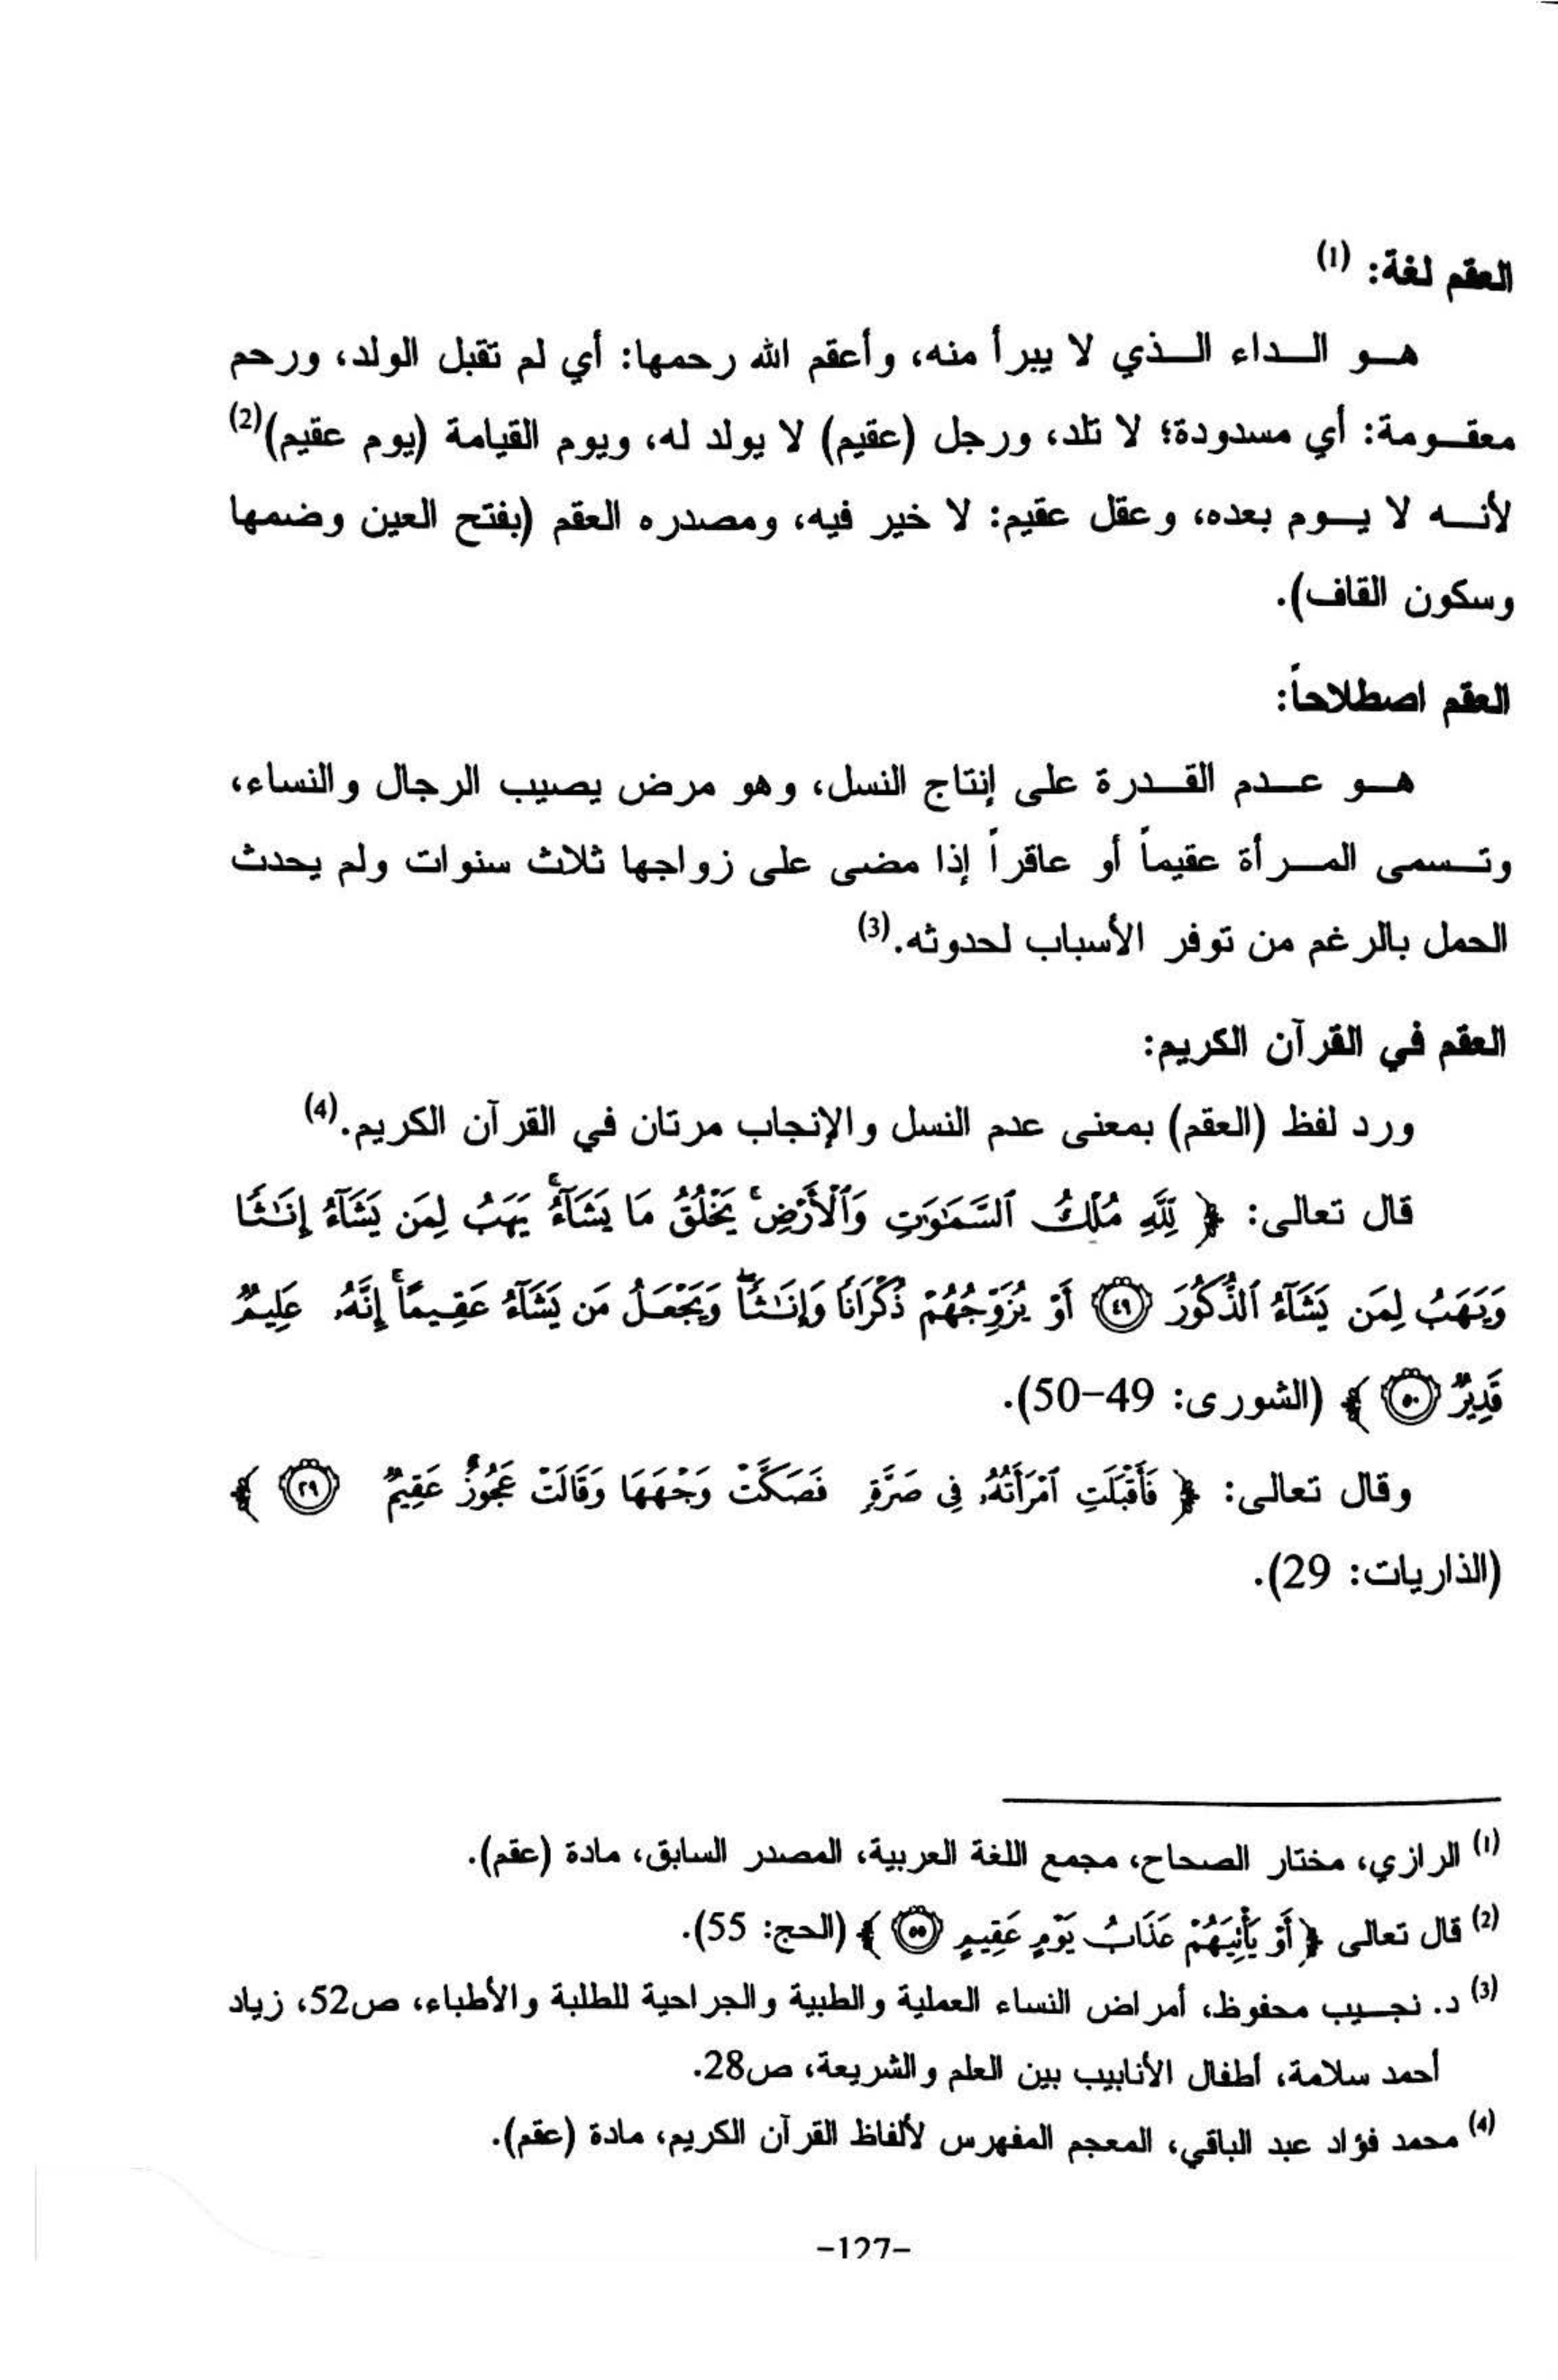 العقم لغة: (1)
هو الداء الذي لا يبرأ منه، وأعقم الله رحمها: أي لم تقبل الولد، ورحم
معقومة: أي مسدودة؛ لا تلد، ورجل (عقيم) لا يولد له، ويوم القيامة (يوم عقيم)(2)
لأنه لا يوم بعده، وعقل عقيم: لا خير فيه، ومصدره العقم (بفتح العين وضمها
وسكون القاف).
العقم اصطلاحاً:
هو عدم القدرة على إنتاج النسل، وهو مرض يصيب الرجال والنساء،
وتسمى المرأة عقيماً أو عاقراً إذا مضى على زواجها ثلاث سنوات ولم يحدث
الحمل بالرغم من توفر الأسباب لحدوثه.(3)
العقم في القرآن الكريم:
ورد لفظ (العقم) بمعنى عدم النسل والإنجاب مرتان في القرآن الكريم.(4)
قال تعالى: ﴿ لِلَّهِ مُلْكُ ٱلسَّمَٰوَٰتِ وَٱلْأَرْضِ ۚ يَخْلُقُ مَا يَشَآءُ ۚ يَهَبُ لِمَن يَشَآءُ إِنَٰثًا
وَيَهَبُ لِمَن يَشَآءُ ٱلذُّكُورَ ﴿٤٩﴾ أَوْ يُزَوِّجُهُمْ ذُكْرَانًا وَإِنَٰثًا ۖ وَيَجْعَلُ مَن يَشَآءُ عَقِيمًا ۚ إِنَّهُۥ عَلِيمٌ
قَدِيرٌ ﴿٥٠﴾ ﴾ (الشورى: 49-50).
وقال تعالى: ﴿ فَأَقْبَلَتِ ٱمْرَأَتُهُۥ فِى صَرَّةٍ فَصَكَّتْ وَجْهَهَا وَقَالَتْ عَجُوزٌ عَقِيمٌ ﴿٢٩﴾ ﴾
(الذاريات: 29).
(1) الرازي، مختار الصحاح، مجمع اللغة العربية، المصدر السابق، مادة (عقم).
(2) قال تعالى ﴿ أَوْ يَأْتِيَهُمْ عَذَابُ يَوْمٍ عَقِيمٍ ﴿٥٥﴾ ﴾ (الحج: 55).
(3) د. نجيب محفوظ، أمراض النساء العملية والطبية والجراحية للطلبة والأطباء، ص52، زياد
أحمد سلامة، أطفال الأنابيب بين العلم والشريعة، ص28.
(4) محمد فؤاد عبد الباقي، المعجم المفهرس لألفاظ القرآن الكريم، مادة (عقم).
-127-